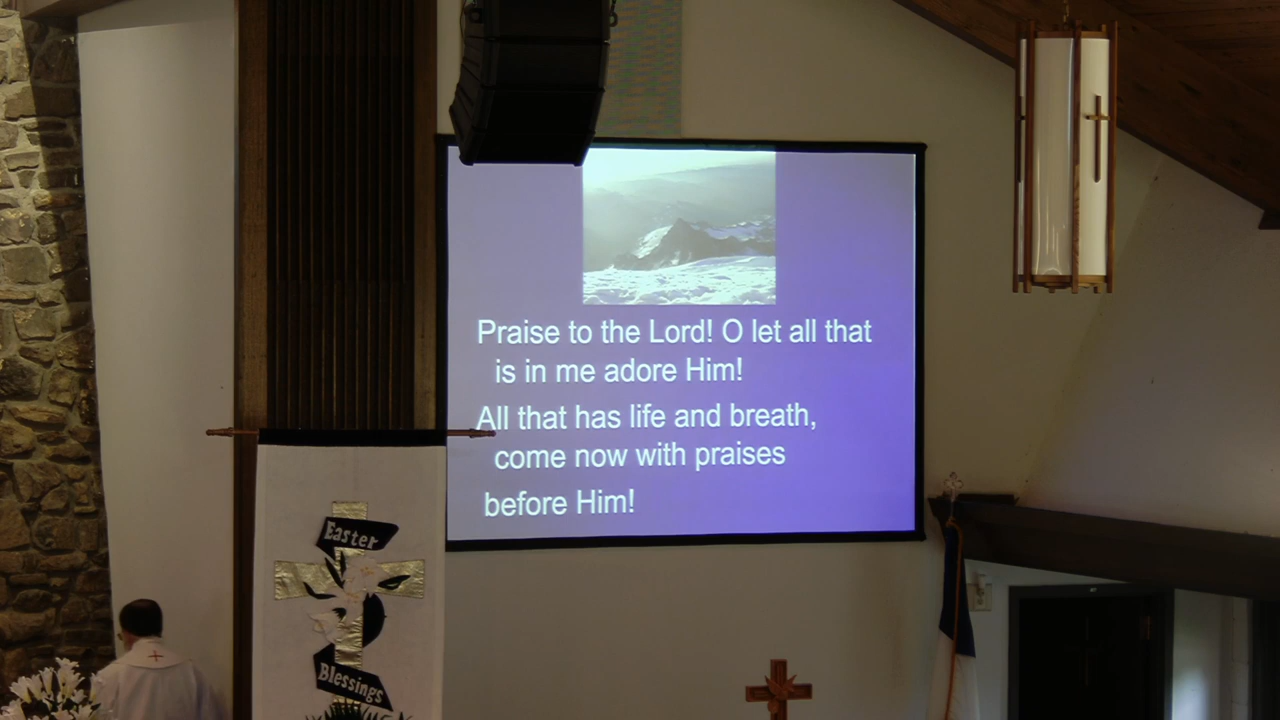 Praise to the Lord! O let all that
is in me adore Him!
All that has life and breath,
come now with praises
before Him!
Easter
Blessings